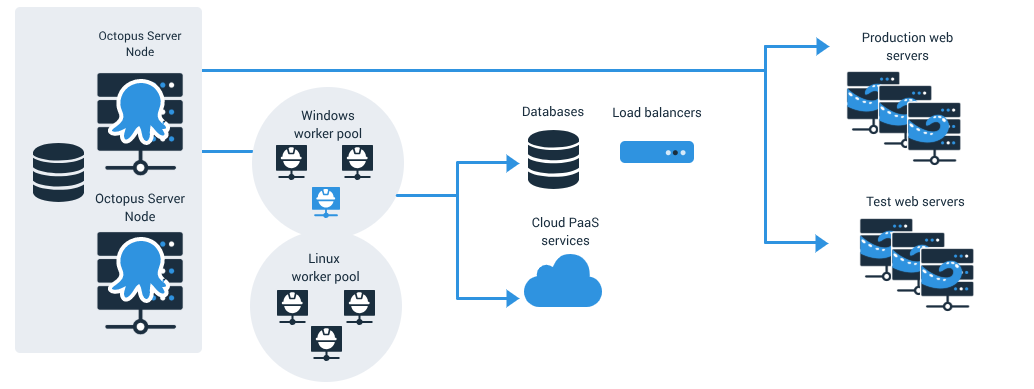 Octopus Server
Node
Octopus Server
Node
Windows
worker pool
Linux
worker pool
Databases
Load balancers
Cloud PaaS
services
Production web
servers
Test web servers